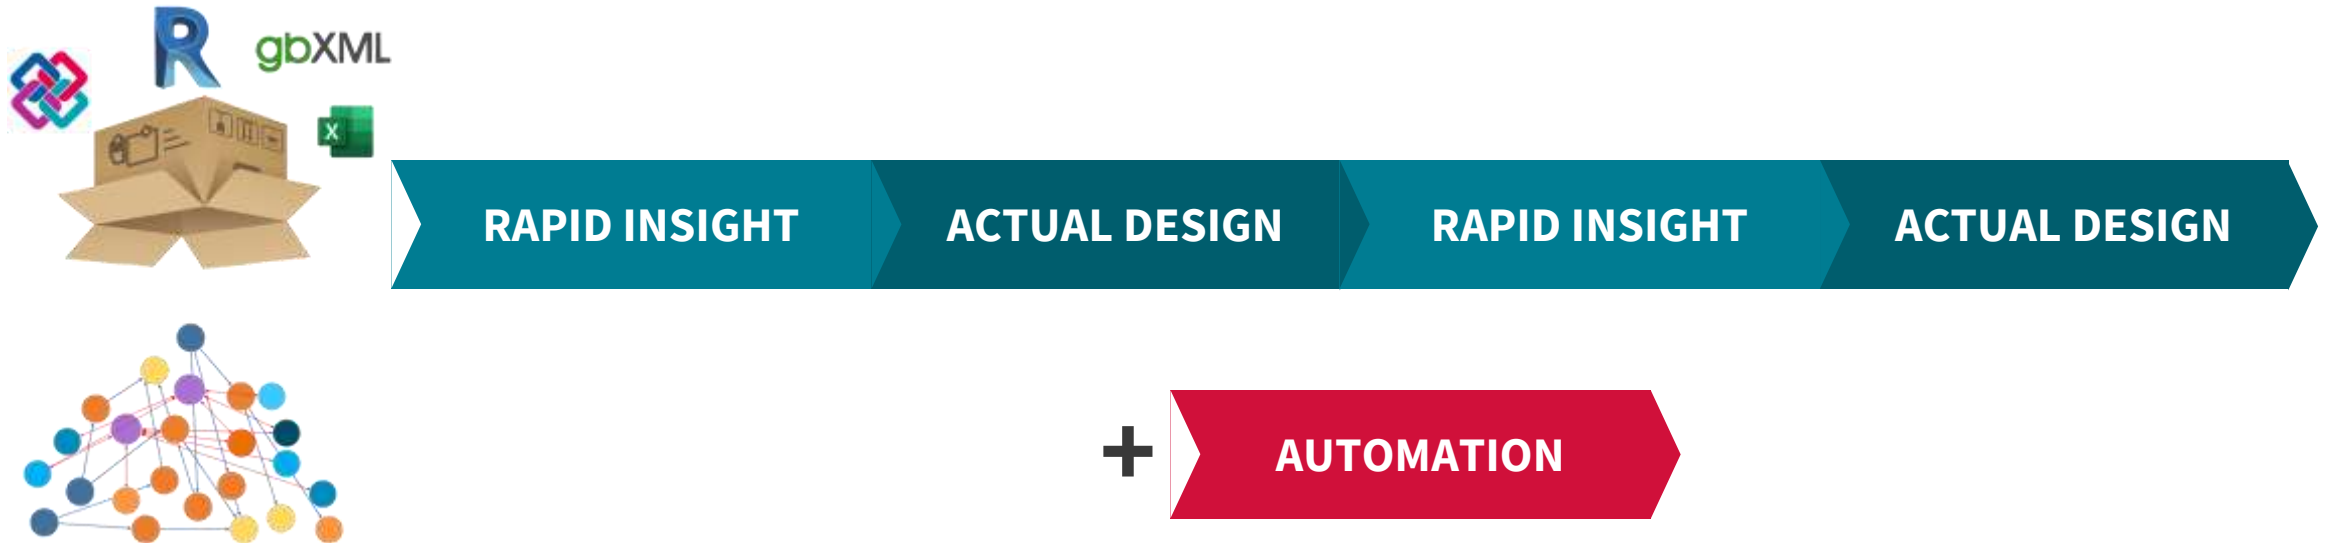 R
gbXML
X
RAPID INSIGHT
ACTUAL DESIGN
RAPID INSIGHT
ACTUAL DESIGN
+
AUTOMATION